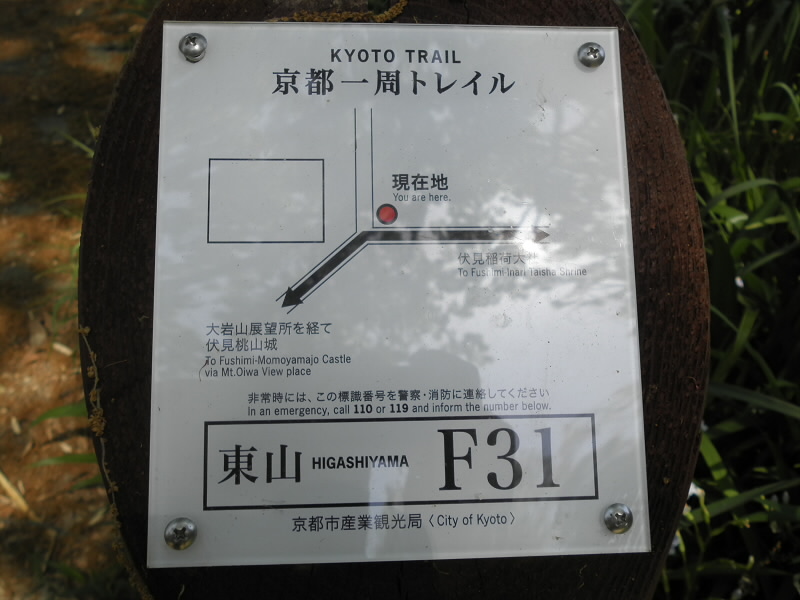 KYOTO TRAIL
京都一周トレイル
現在地
You are here.
伏見稲荷大社
To Fushimi-Inari Taisha Shrine
大岩山展望所を経て
伏見桃山城
To Fushimi-Momoyamajo Castle
via Mt.Oiwa View place
非常時には、この標識番号を警察・消防に連絡してください
In an emergency, call 110 or 119 and inform the number below.
東山 HIGASHIYAMA F31
京都市産業観光局〈City of Kyoto〉